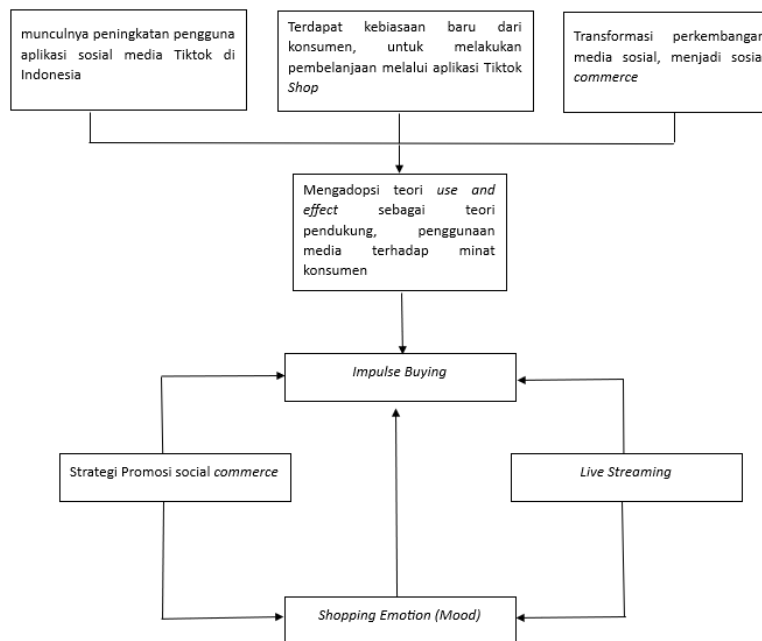 munculnya peningkatan pengguna
aplikasi sosial media Tiktok di
Indonesia
Terdapat kebiasaan baru dari
konsumen, untuk melakukan
pembelanjaan melalui aplikasi Tiktok
Shop
Transformasi perkembangan
media sosial, menjadi sosial
commerce
Mengadopsi teori use and
effect sebagai teori
pendukung, penggunaan
media terhadap minat
konsumen
Impulse Buying
Strategi Promosi social commerce
Live Streaming
Shopping Emotion (Mood)